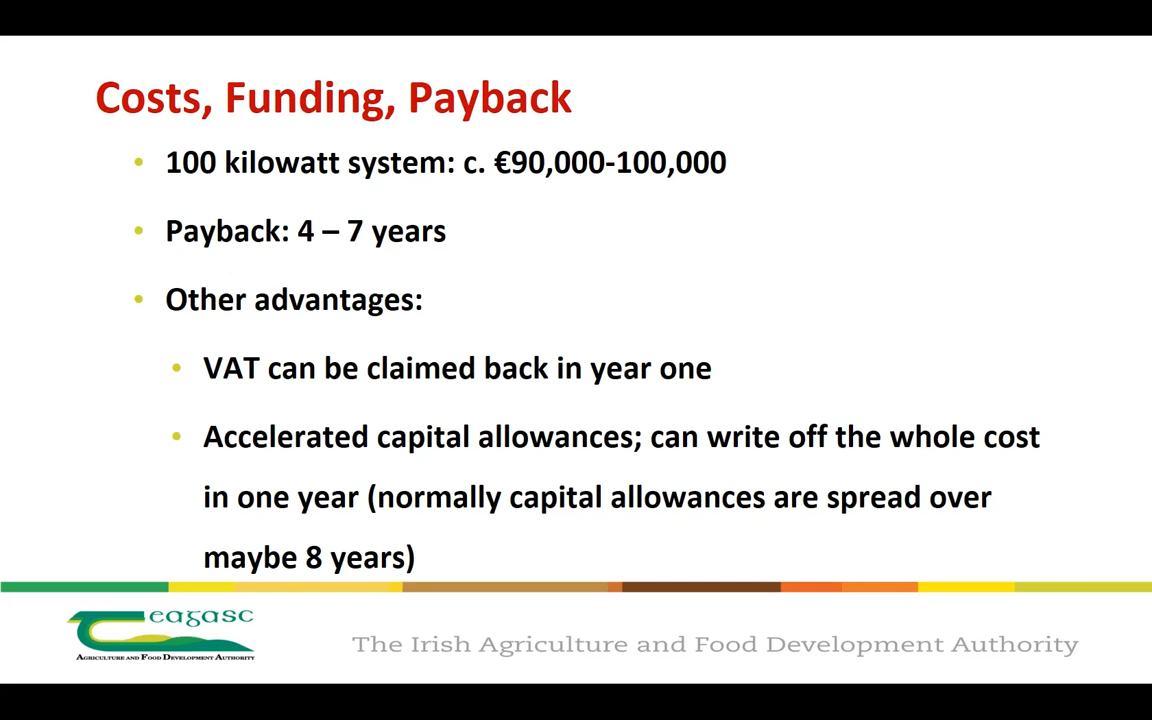 Costs, Funding, Payback
• 100 kilowatt system: c. €90,000-100,000
• Payback: 4 – 7 years
• Other advantages:
• VAT can be claimed back in year one
• Accelerated capital allowances; can write off the whole cost
in one year (normally capital allowances are spread over
maybe 8 years)
eagasc
AGRICULTURE AND FOOD DEVELOPMENT AUTHORITY
The Irish Agriculture and Food Development Authority